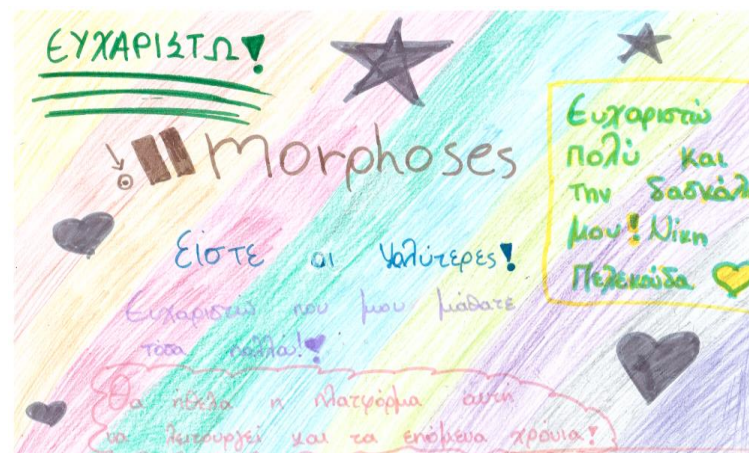 ΕΥΧΑΡΙΣΤΩ!
morphoses
Είστε οι καλύτερες!
Ευχαριστώ που μου μάθατε
τόσα πολλά!
Θα ήθελα η πλατφόρμα αυτή
να λειτουργεί και τα επόμενα χρόνια!
Ευχαριστώ
πολύ και
την δασκάλ
μου! Νίκη
Πελεκούδα